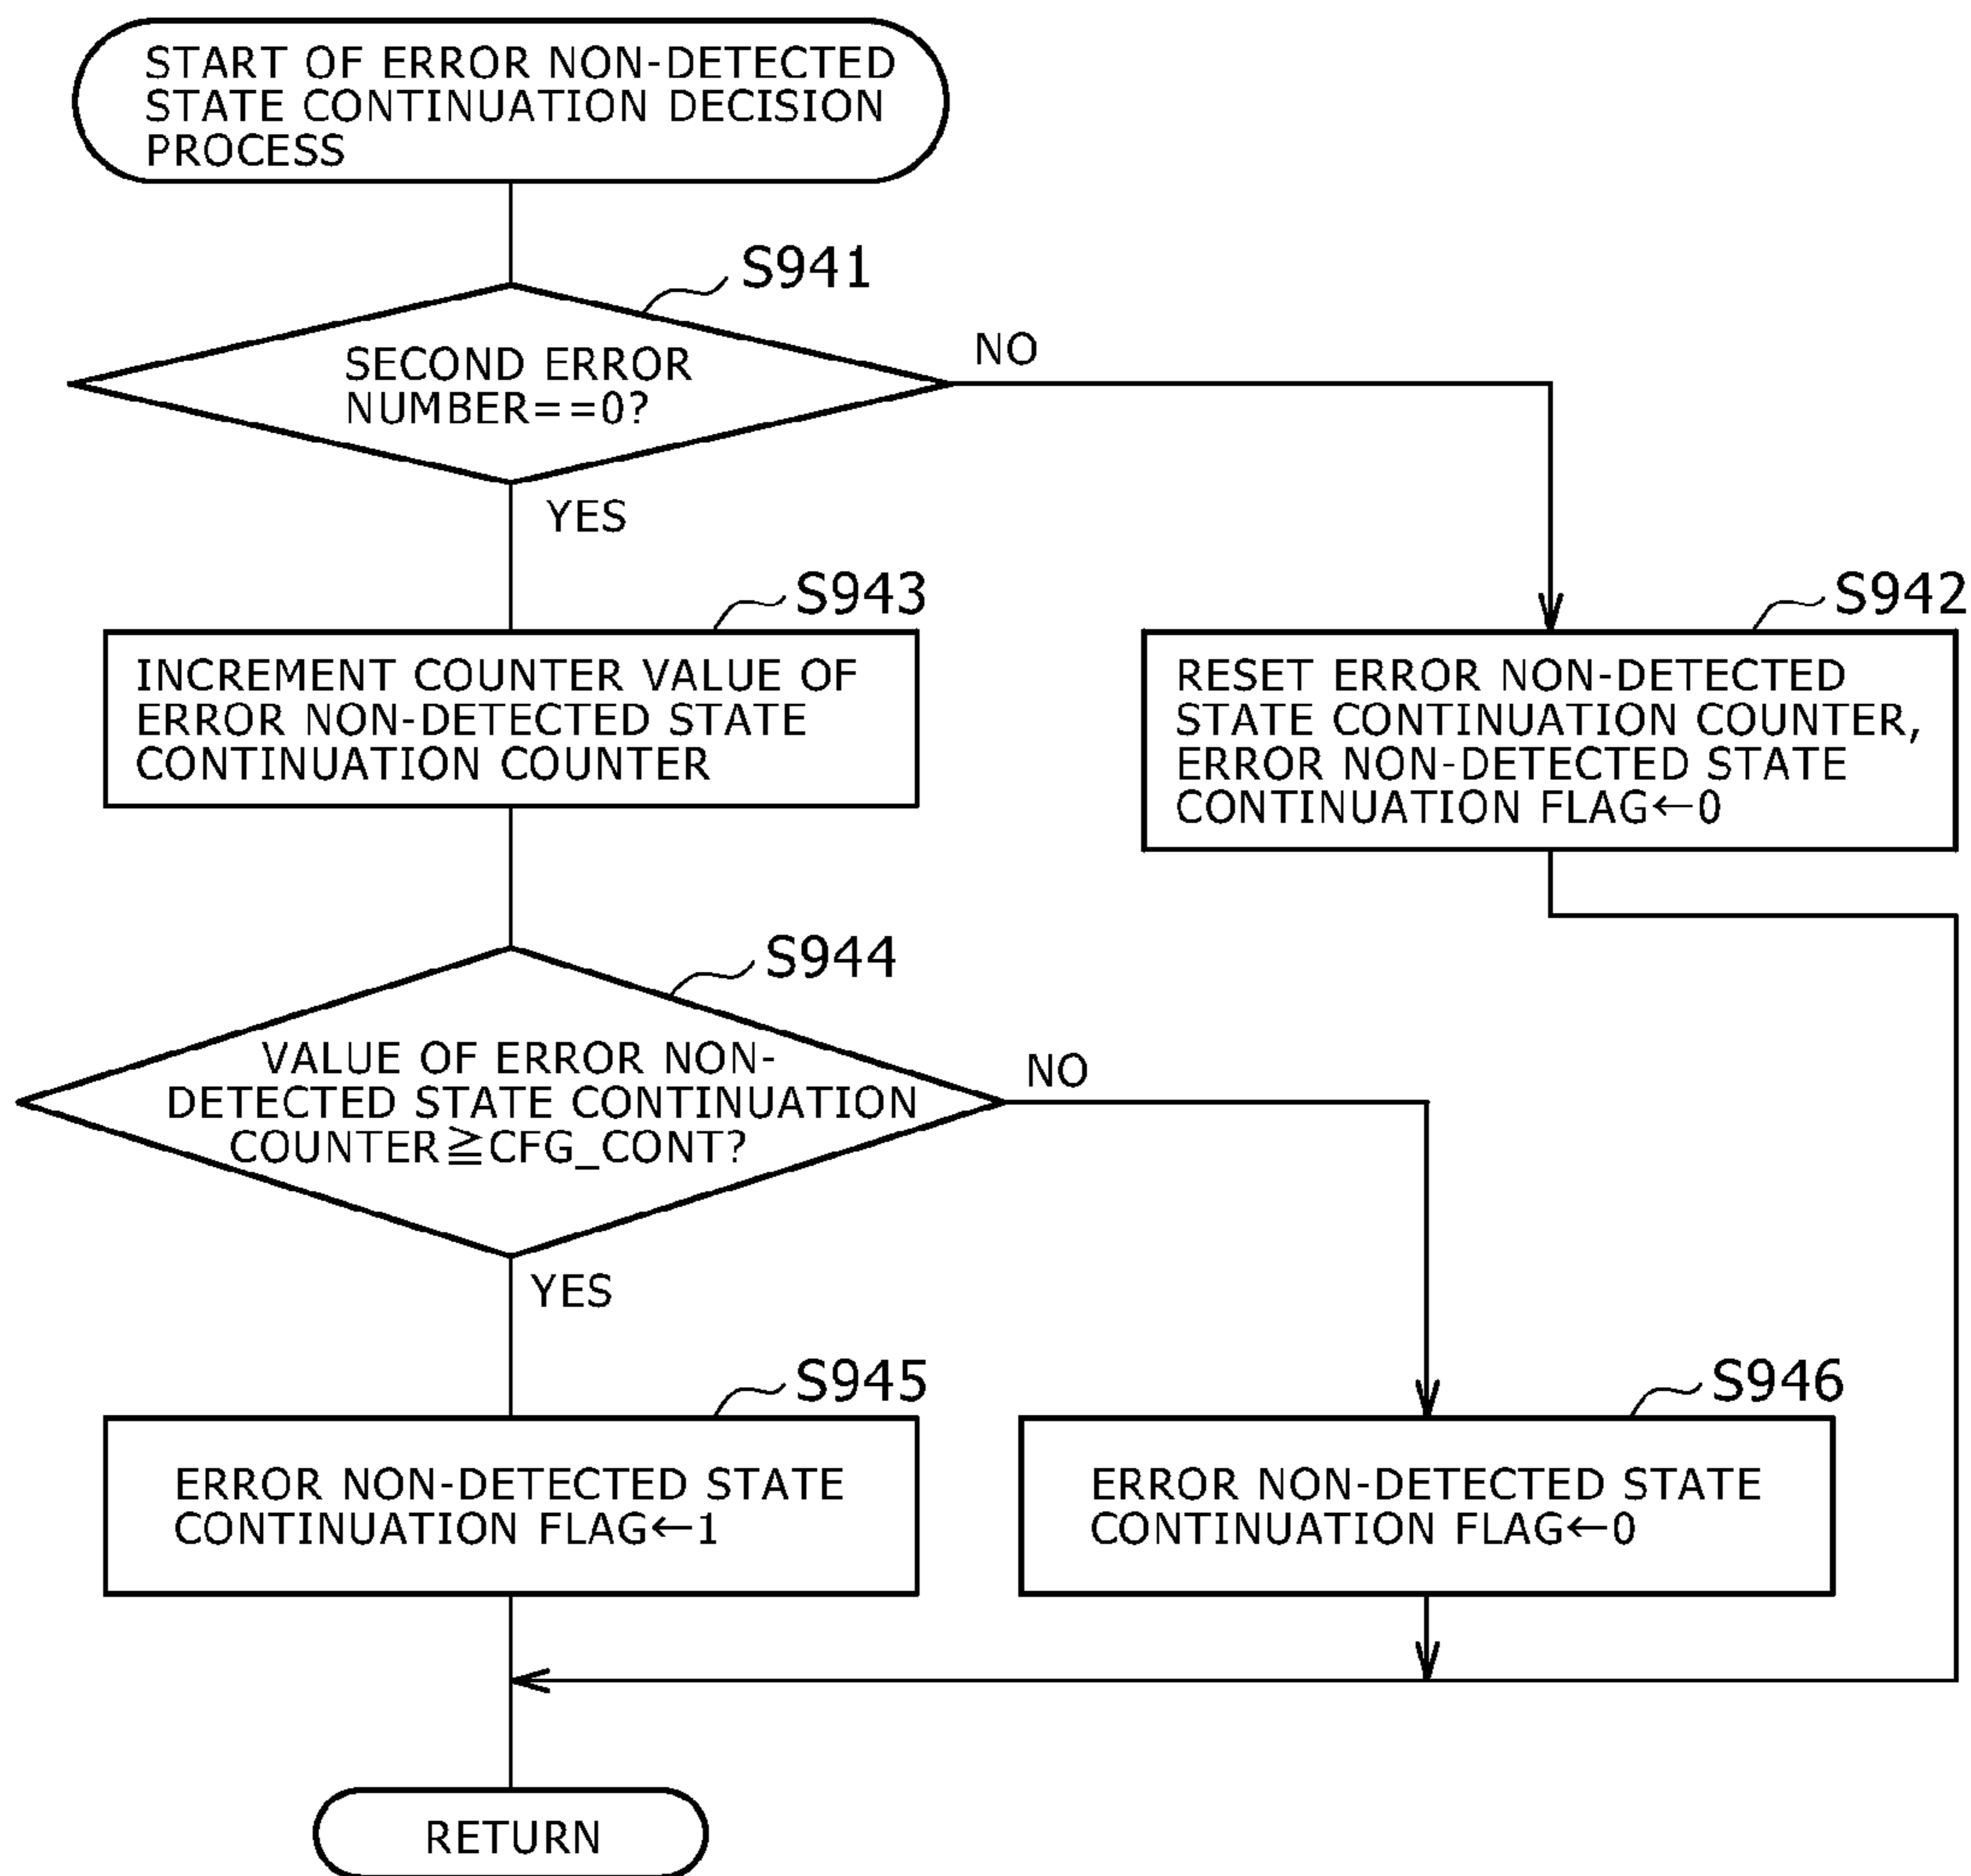 START OF ERROR NON-DETECTED
STATE CONTINUATION DECISION
PROCESS
S941
SECOND ERROR
NUMBER==0?
NO
YES
S943
INCREMENT COUNTER VALUE OF
ERROR NON-DETECTED STATE
CONTINUATION COUNTER
S942
RESET ERROR NON-DETECTED
STATE CONTINUATION COUNTER,
ERROR NON-DETECTED STATE
CONTINUATION FLAG←0
S944
VALUE OF ERROR NON-
DETECTED STATE CONTINUATION
COUNTER≧CFG_CONT?
NO
YES
S945
ERROR NON-DETECTED STATE
CONTINUATION FLAG←1
S946
ERROR NON-DETECTED STATE
CONTINUATION FLAG←0
RETURN